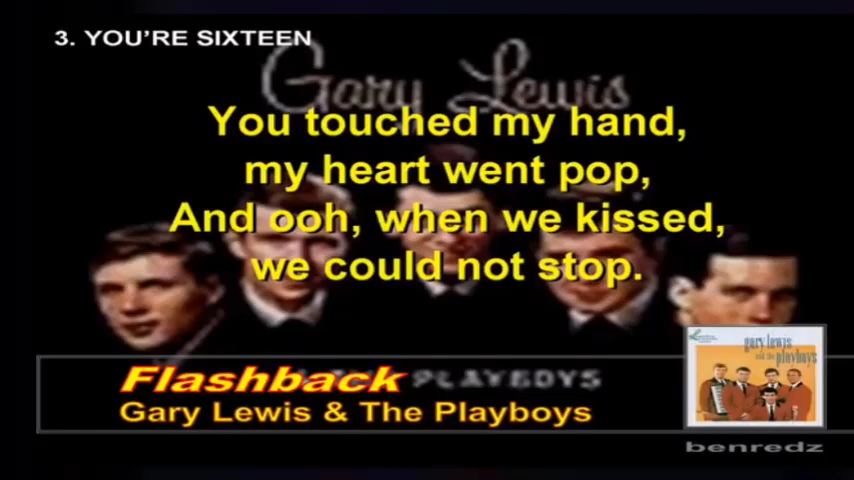 3. YOU'RE SIXTEEN
Gary Lewis
You touched my hand,
my heart went pop,
And ooh, when we kissed,
we could not stop.
Flashback
PLAYBOYS
Gary Lewis & The Playboys
gary lewis
and the playboys
benredz